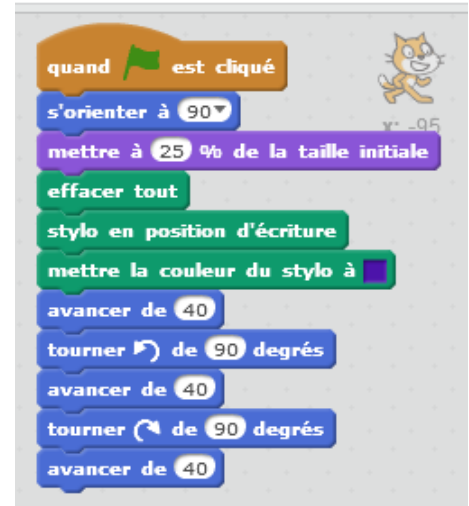 quand est cliqué
s'orienter à 90
x: -95
mettre à 25 % de la taille initiale
effacer tout
stylo en position d'écriture
mettre la couleur du stylo à
avancer de 40
tourner de 90 degrés
avancer de 40
tourner de 90 degrés
avancer de 40